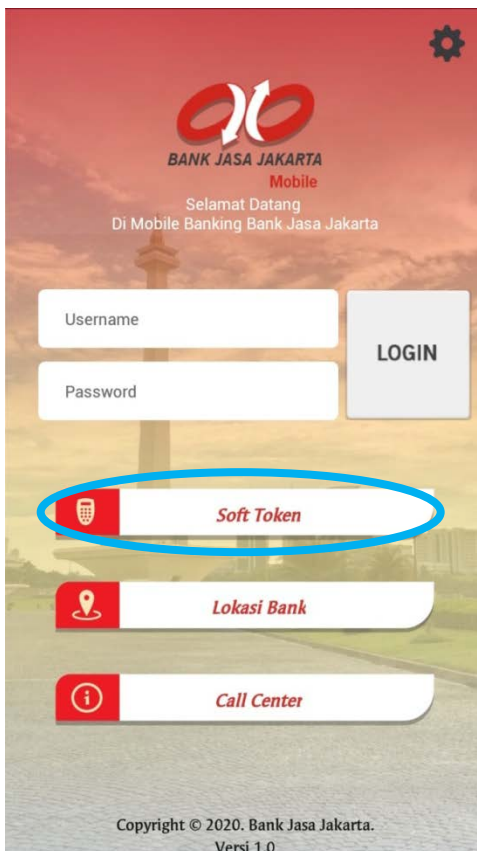 BANK JASA JAKARTA
Mobile
Selamat Datang
Di Mobile Banking Bank Jasa Jakarta
Username
LOGIN
Password
Soft Token
Lokasi Bank
Call Center
Copyright © 2020. Bank Jasa Jakarta.
Versi 1.0